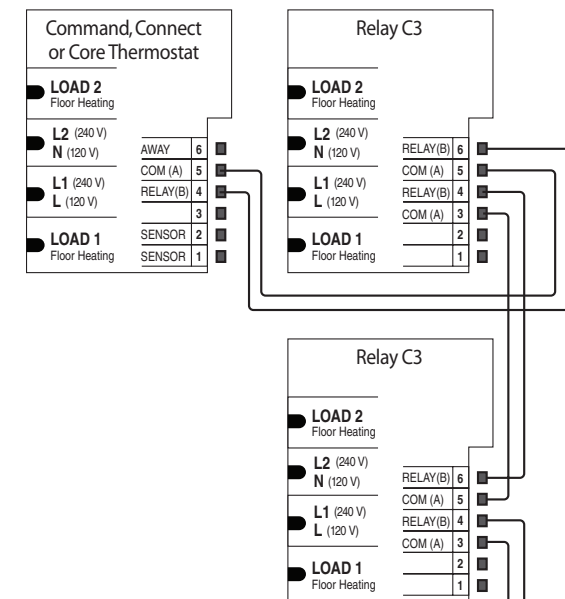 Command, Connect
or Core Thermostat
LOAD 2
Floor Heating
L2 (240 V)
N (120 V)
L1 (240 V)
L (120 V)
LOAD 1
Floor Heating
AWAY 6
COM (A) 5
RELAY(B) 4
3
SENSOR 2
SENSOR 1
Relay C3
LOAD 2
Floor Heating
L2 (240 V)
N (120 V)
L1 (240 V)
L (120 V)
LOAD 1
Floor Heating
RELAY(B) 6
COM (A) 5
RELAY(B) 4
COM (A) 3
2
1
Relay C3
LOAD 2
Floor Heating
L2 (240 V)
N (120 V)
L1 (240 V)
L (120 V)
LOAD 1
Floor Heating
RELAY(B) 6
COM (A) 5
RELAY(B) 4
COM (A) 3
2
1